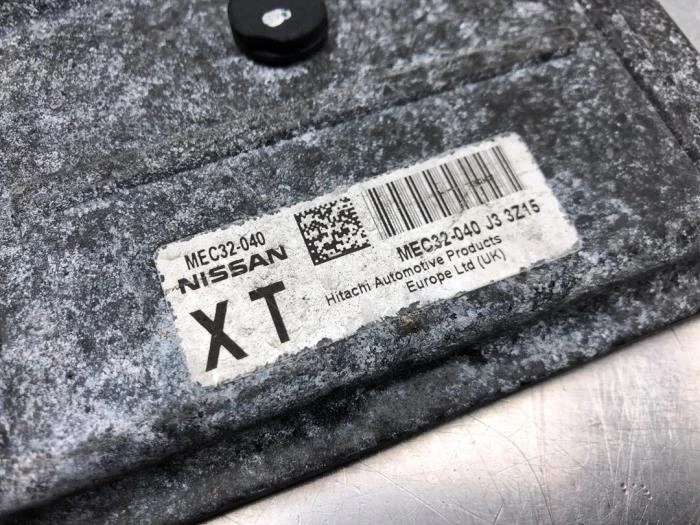 MEC32-040
NISSAN
XT
MEC32-040 J3 3Z15
Hitachi Automotive Products
Europe Ltd (UK)